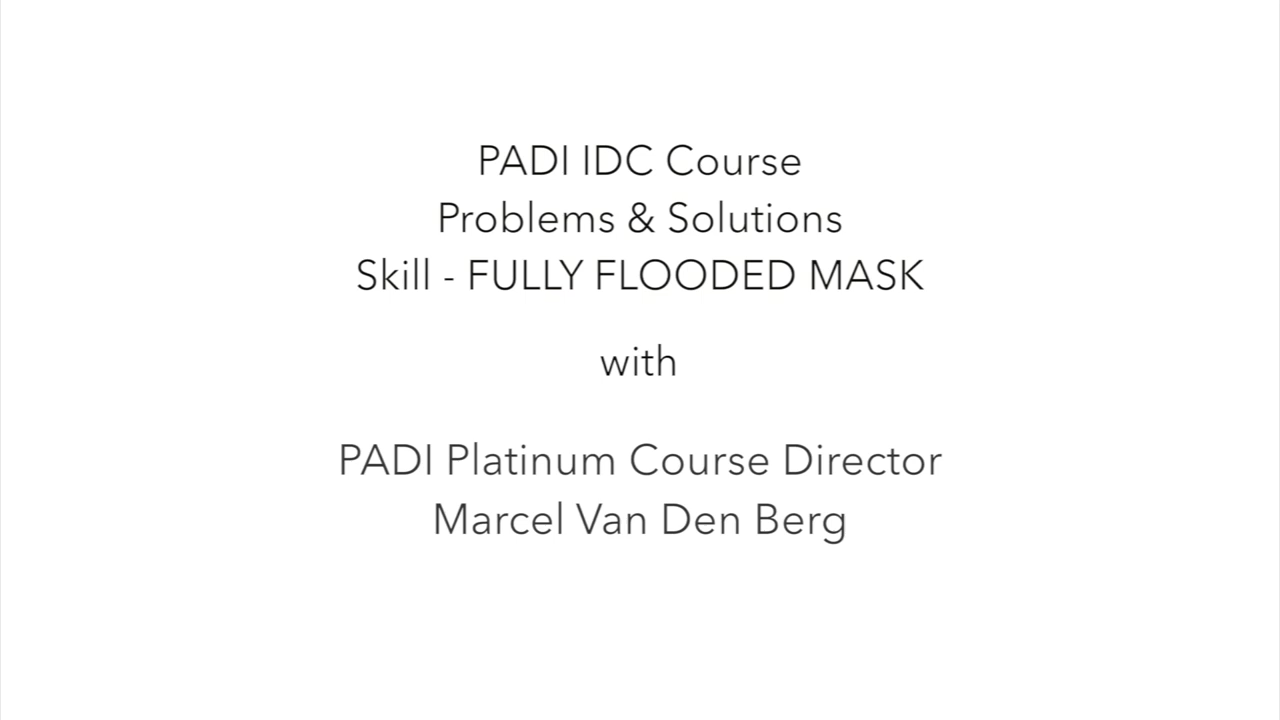 PADI IDC Course
Problems & Solutions
Skill - FULLY FLOODED MASK
with
PADI Platinum Course Director
Marcel Van Den Berg